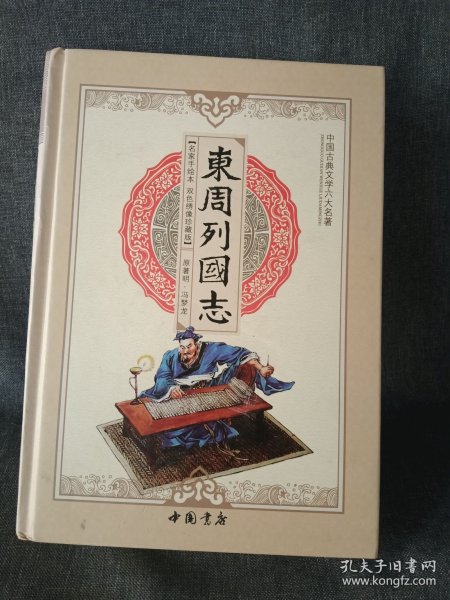 中国古典文学六大名著
東周列國志
【名家手绘本 双色绣像珍藏版】
原著明·冯梦龙
中国書店
孔夫子旧书网
www.kongfz.com